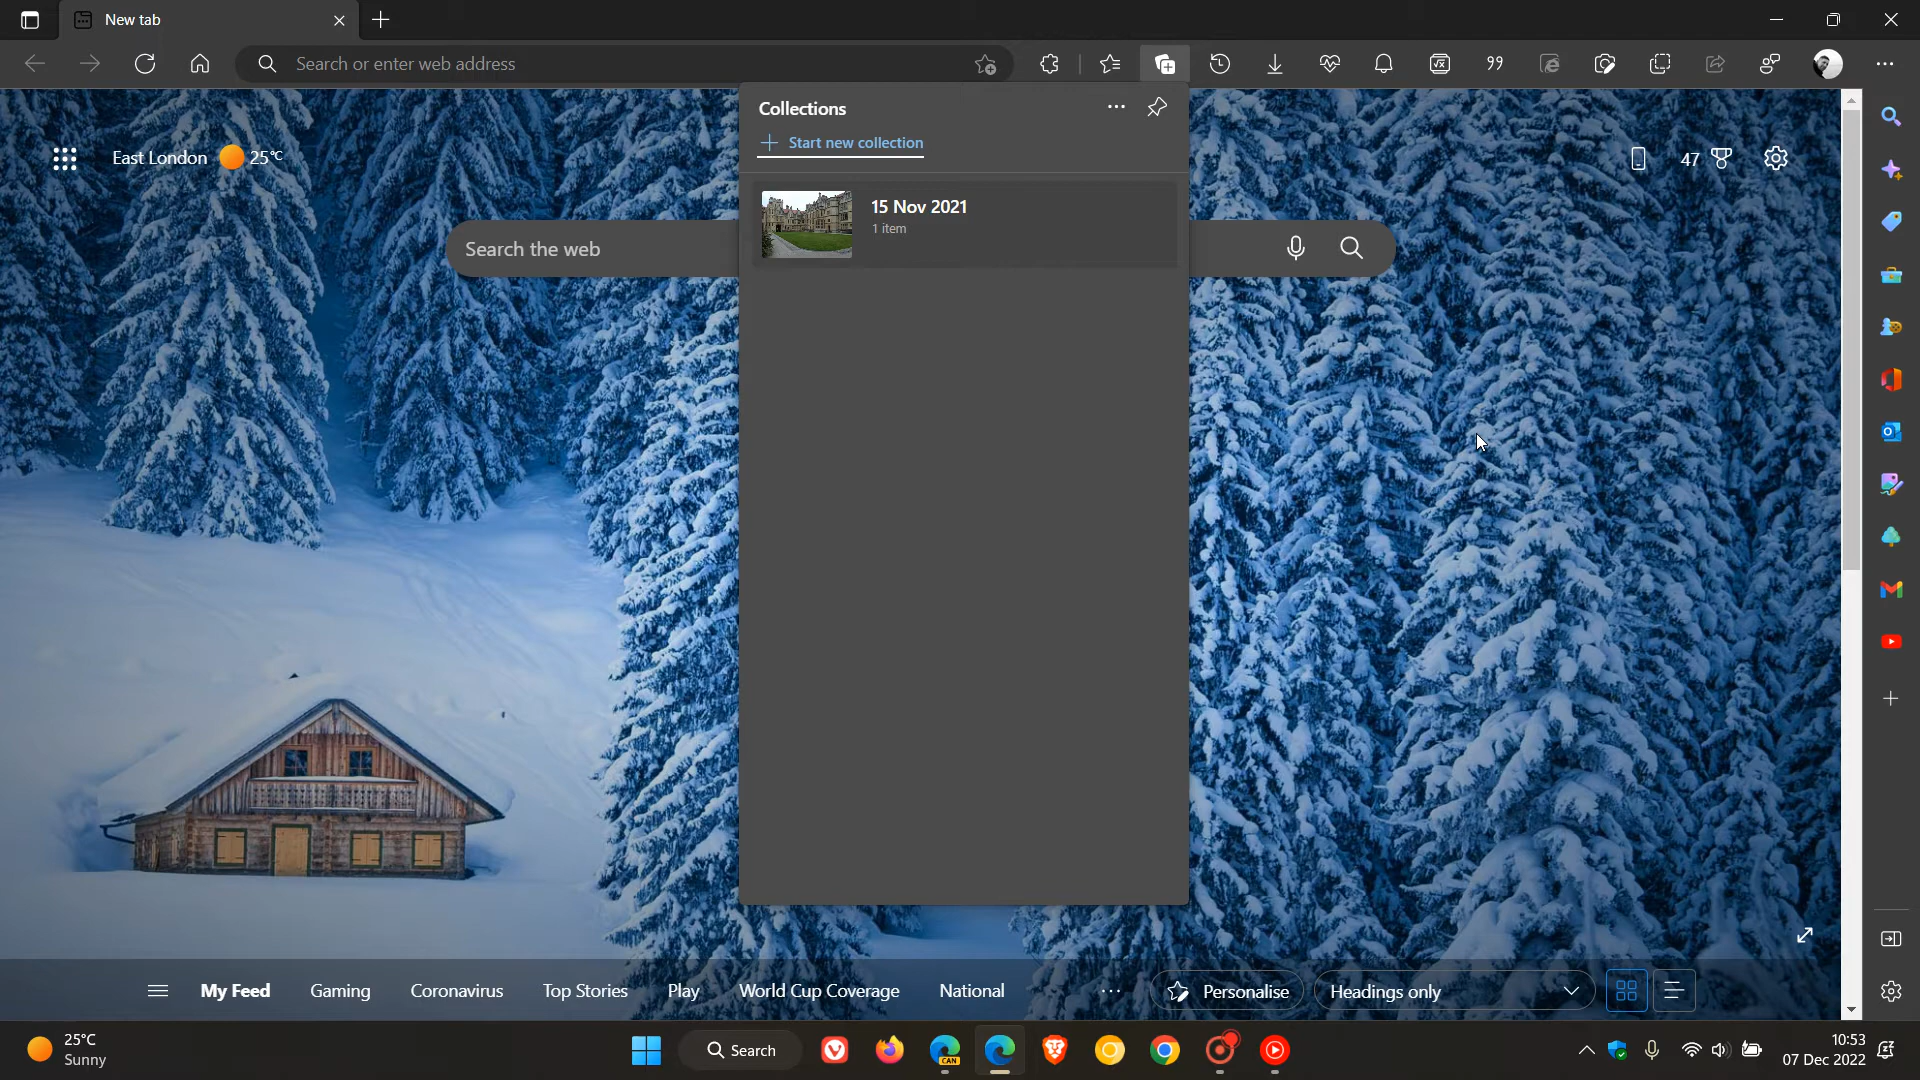 New tab
Search or enter web address
Collections
Start new collection
East London 25°C
47
15 Nov 2021
1 item
Search the web
My Feed
Gaming
Coronavirus
Top Stories
Play
World Cup Coverage
National
Personalise
Headings only
25°C
Sunny
Search
CAN
10:53
07 Dec 2022